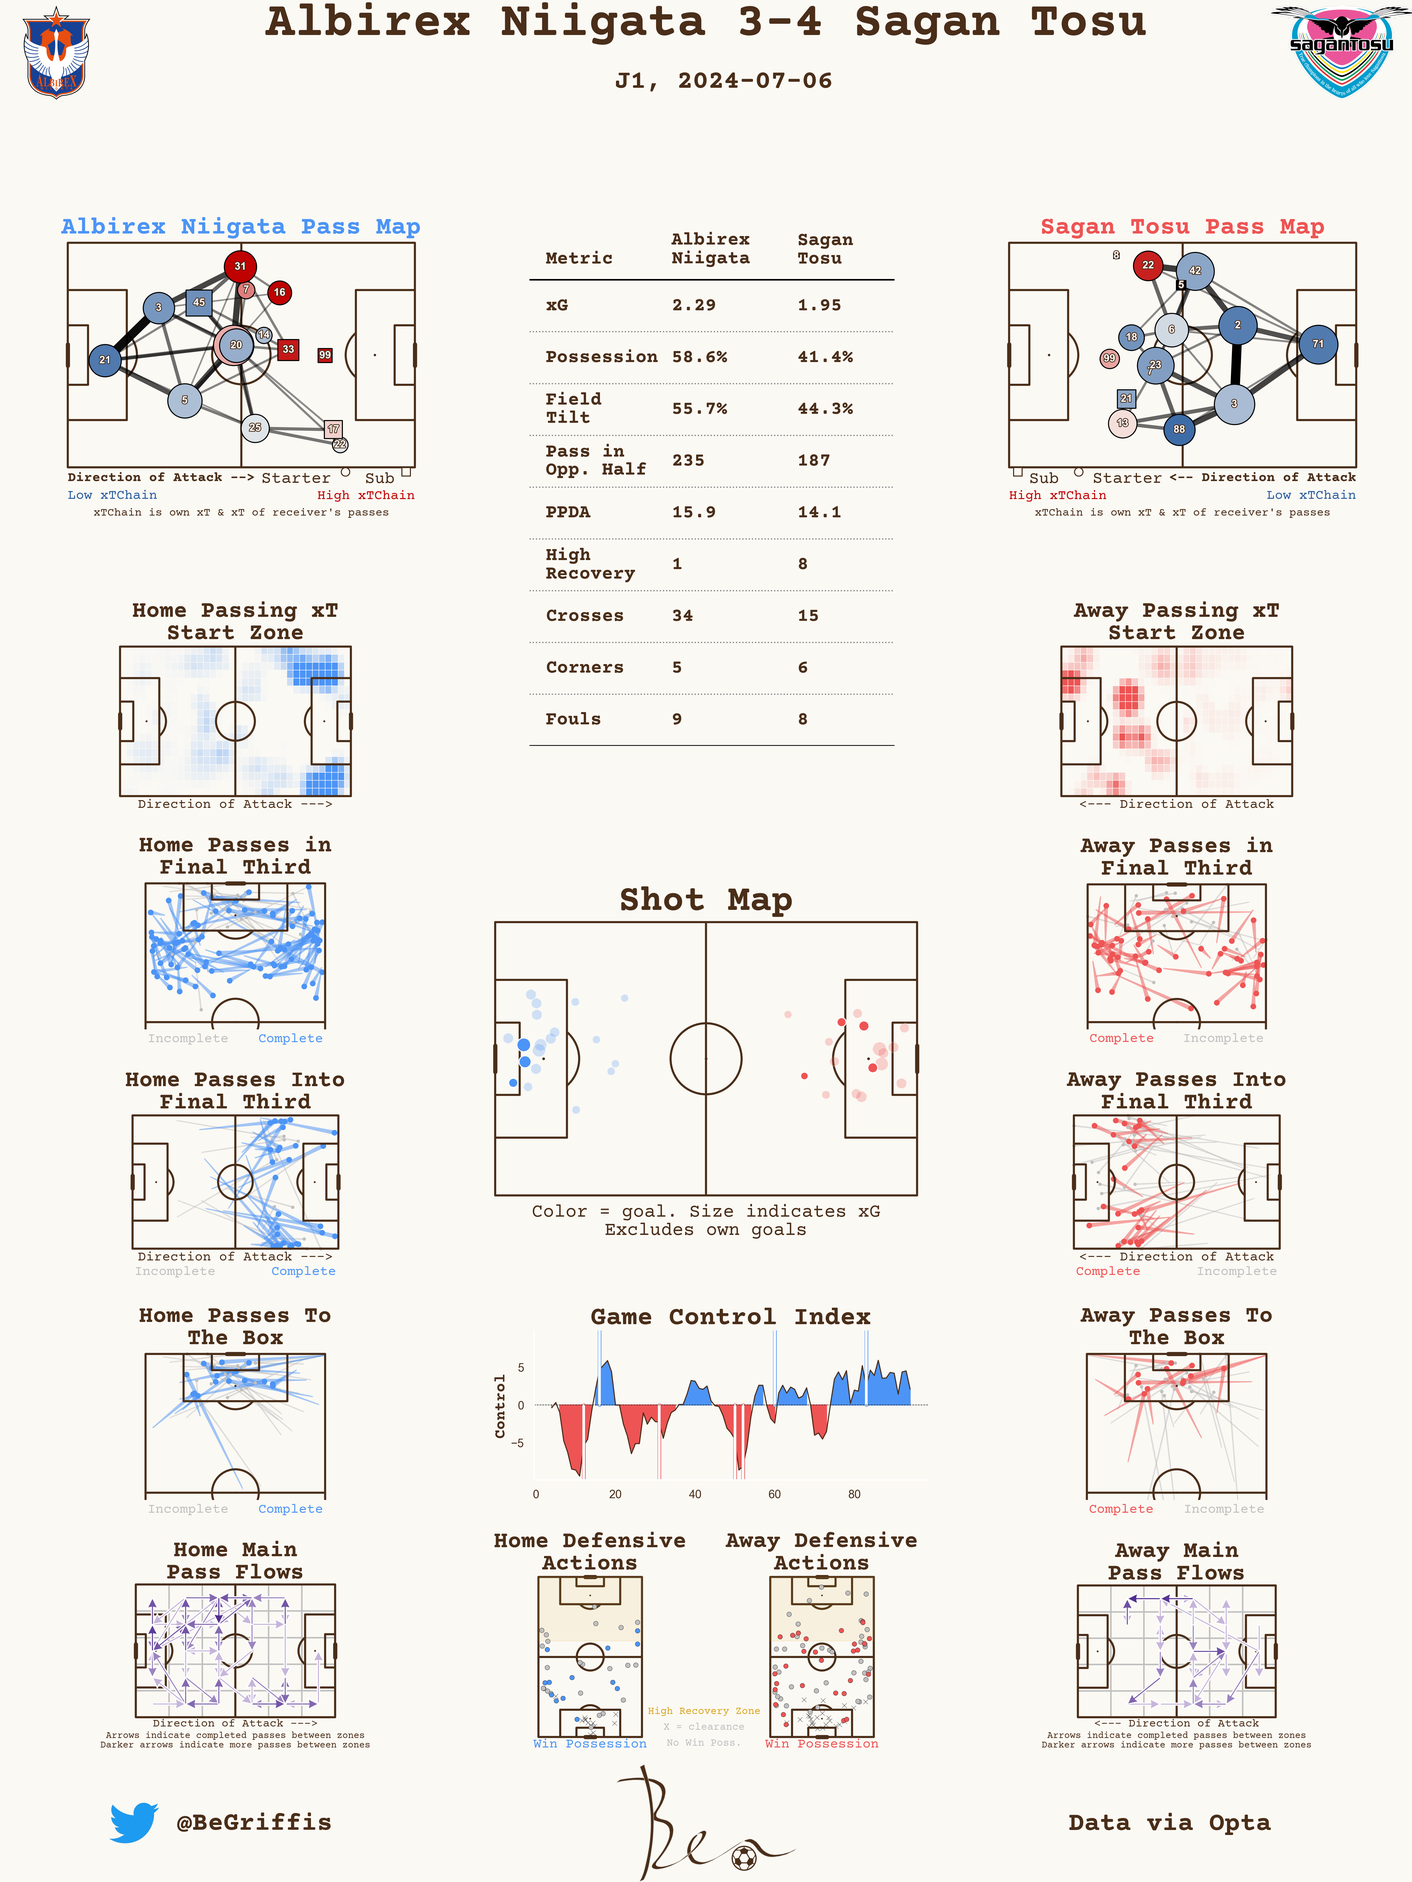 Albirex Niigata 3-4 Sagan Tosu
J1, 2024-07-06
ALBIREX
saganTosu
Albirex Niigata Pass Map
31
7
16
3
45
14
20
33
99
21
5
25
17
22
Direction of Attack --> Starter Sub
Low xTChain High xTChain
xTChain is own xT & xT of receiver's passes
Metric Albirex Niigata Sagan Tosu
xG 2.29 1.95
Possession 58.6% 41.4%
Field Tilt 55.7% 44.3%
Pass in Opp. Half 235 187
PPDA 15.9 14.1
High Recovery 1 8
Crosses 34 15
Corners 5 6
Fouls 9 8
Sagan Tosu Pass Map
8
22
42
5
18
6
2
71
99
23
7
21
3
13
88
Sub Starter <-- Direction of Attack
High xTChain Low xTChain
xTChain is own xT & xT of receiver's passes
Home Passing xT
Start Zone
Direction of Attack --->
Away Passing xT
Start Zone
<--- Direction of Attack
Home Passes in
Final Third
Incomplete Complete
Away Passes in
Final Third
Complete Incomplete
Shot Map
Color = goal. Size indicates xG
Excludes own goals
Home Passes Into
Final Third
Direction of Attack --->
Incomplete Complete
Away Passes Into
Final Third
<--- Direction of Attack
Complete Incomplete
Home Passes To
The Box
Incomplete Complete
Game Control Index
Control
5
0
−5
0 20 40 60 80
Away Passes To
The Box
Complete Incomplete
Home Main
Pass Flows
Direction of Attack --->
Arrows indicate completed passes between zones
Darker arrows indicate more passes between zones
Home Defensive
Actions
Win Possession
High Recovery Zone
X = clearance
No Win Poss.
Away Defensive
Actions
Win Possession
Away Main
Pass Flows
<--- Direction of Attack
Arrows indicate completed passes between zones
Darker arrows indicate more passes between zones
@BeGriffis
Ben
Data via Opta